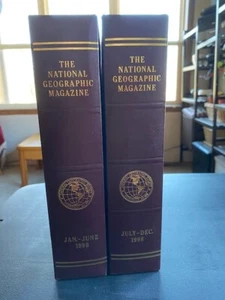 THE
NATIONAL
GEOGRAPHIC
MAGAZINE
JAN.-JUNE
THE
NATIONAL
GEOGRAPHIC
MAGAZINE
JULY-DEC.